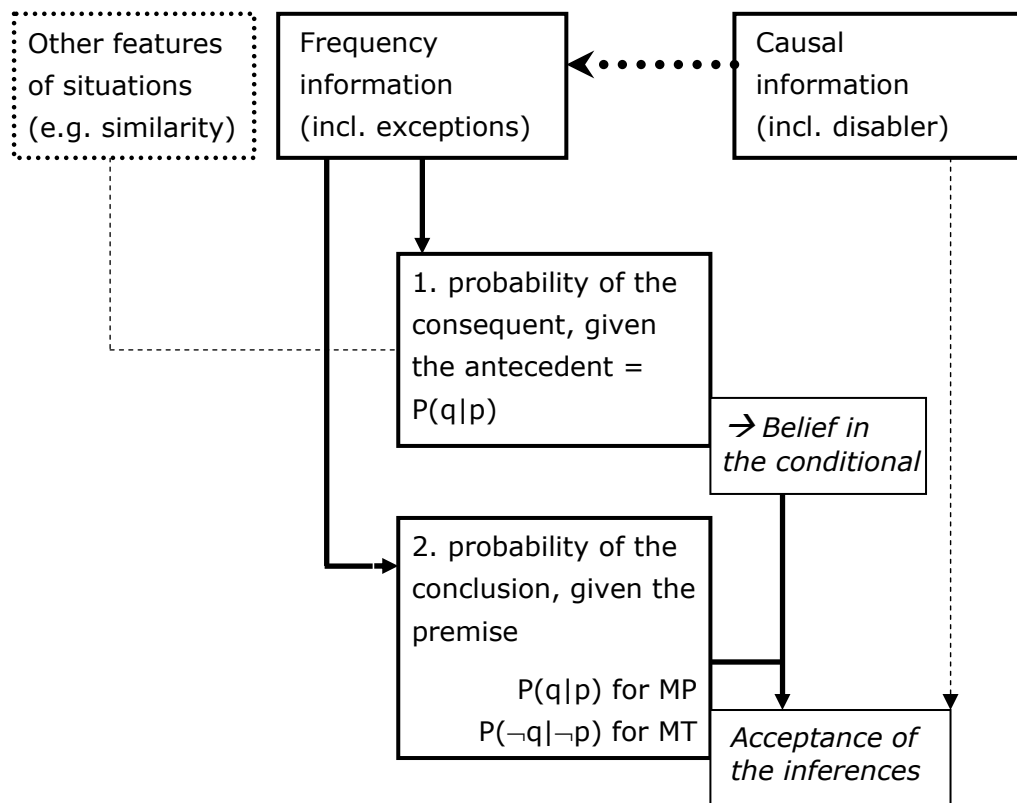 Other features
of situations
(e.g. similarity)
Frequency
information
(incl. exceptions)
Causal
information
(incl. disabler)
1. probability of the
consequent, given
the antecedent =
P(q|p)
→ Belief in
the conditional
2. probability of the
conclusion, given the
premise
P(q|p) for MP
P(¬q|¬p) for MT
Acceptance of
the inferences